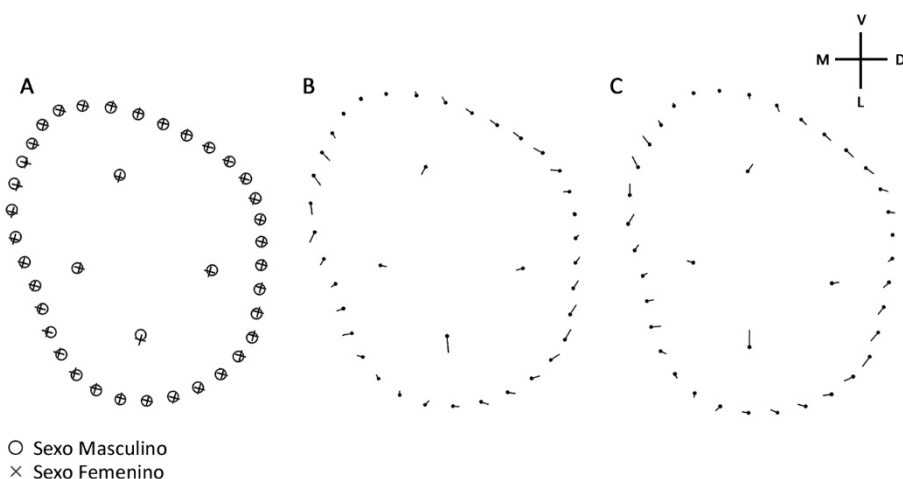 V
M D
L
A B C
○ Sexo Masculino
× Sexo Femenino